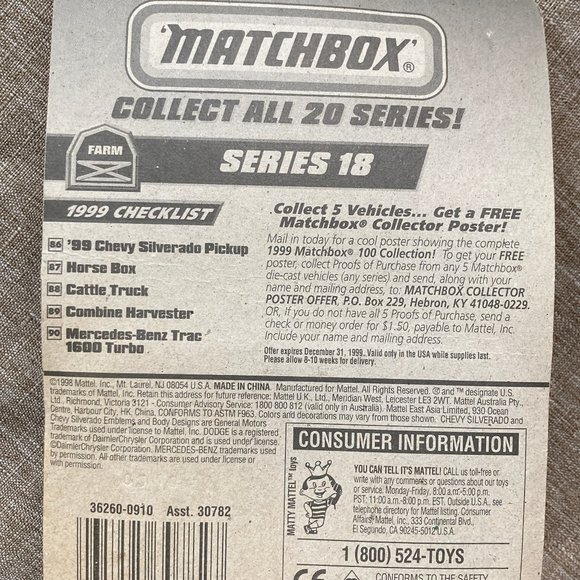 MATCHBOX®
COLLECT ALL 20 SERIES!
FARM
SERIES 18
1999 CHECKLIST
86 '99 Chevy Silverado Pickup
87 Horse Box
88 Cattle Truck
89 Combine Harvester
90 Mercedes-Benz Trac
1600 Turbo
Collect 5 Vehicles... Get a FREE
Matchbox® Collector Poster!
Mail in today for a cool poster showing the complete
1999 Matchbox® 100 Collection! To get your FREE
poster, collect Proofs of Purchase from any 5 Matchbox®
die-cast vehicles (any series) and send, along with your
name and mailing address, to: MATCHBOX COLLECTOR
POSTER OFFER, P.O. Box 229, Hebron, KY 41048-0229.
OR, if you do not have all 5 Proofs of Purchase, send a
check or money order for $1.50, payable to Mattel, Inc.
Include your name and mailing address.
Offer expires December 31, 1999. Valid only in the USA while supplies last.
Please allow 8-10 weeks for delivery.
©1998 Mattel, Inc., Mt. Laurel, NJ 08054 U.S.A. MADE IN CHINA. Manufactured for Mattel. All Rights Reserved. ® and ™ designate U.S.
trademarks of Mattel, Inc. Retain this address for future reference: Mattel U.K., Ltd., Meridian West, Leicester LE3 2WT. Mattel Australia Pty.,
Ltd., Richmond, Victoria 3121 - Consumer Advisory Service: 1800 800 812 (valid only in Australia). Mattel East Asia Limited, 930 Ocean
Centre, Harbour City, HK, China. CONFORMS TO ASTM F963. Colors and decorations may vary from those shown. CHEVY SILVERADO and
Chevy Silverado Emblems and Body Designs are General Motors
trademarks used under license to Mattel, Inc. DODGE is a registered
trademark of DaimlerChrysler Corporation and is used under license.
©DaimlerChrysler Corporation. MERCEDES-BENZ trademarks used
by permission. All other trademarks are used under license or
with permission.
CONSUMER INFORMATION
MATTY MATTEL™ toys
YOU CAN TELL IT'S MATTEL! CALL us toll-free or
write with any comments or questions about our toys
or service. Monday-Friday, 8:00 a.m.-5:00 p.m.
PST; 11:00 a.m.-8:00 p.m. EST. Outside U.S.A., see
telephone directory for Mattel listing. Consumer
Affairs, Mattel, Inc., 333 Continental Blvd.,
El Segundo, CA 90245-5012 U.S.A.
1 (800) 524-TOYS
36260-0910 Asst. 30782
CE CONFORMS TO THE SAFETY